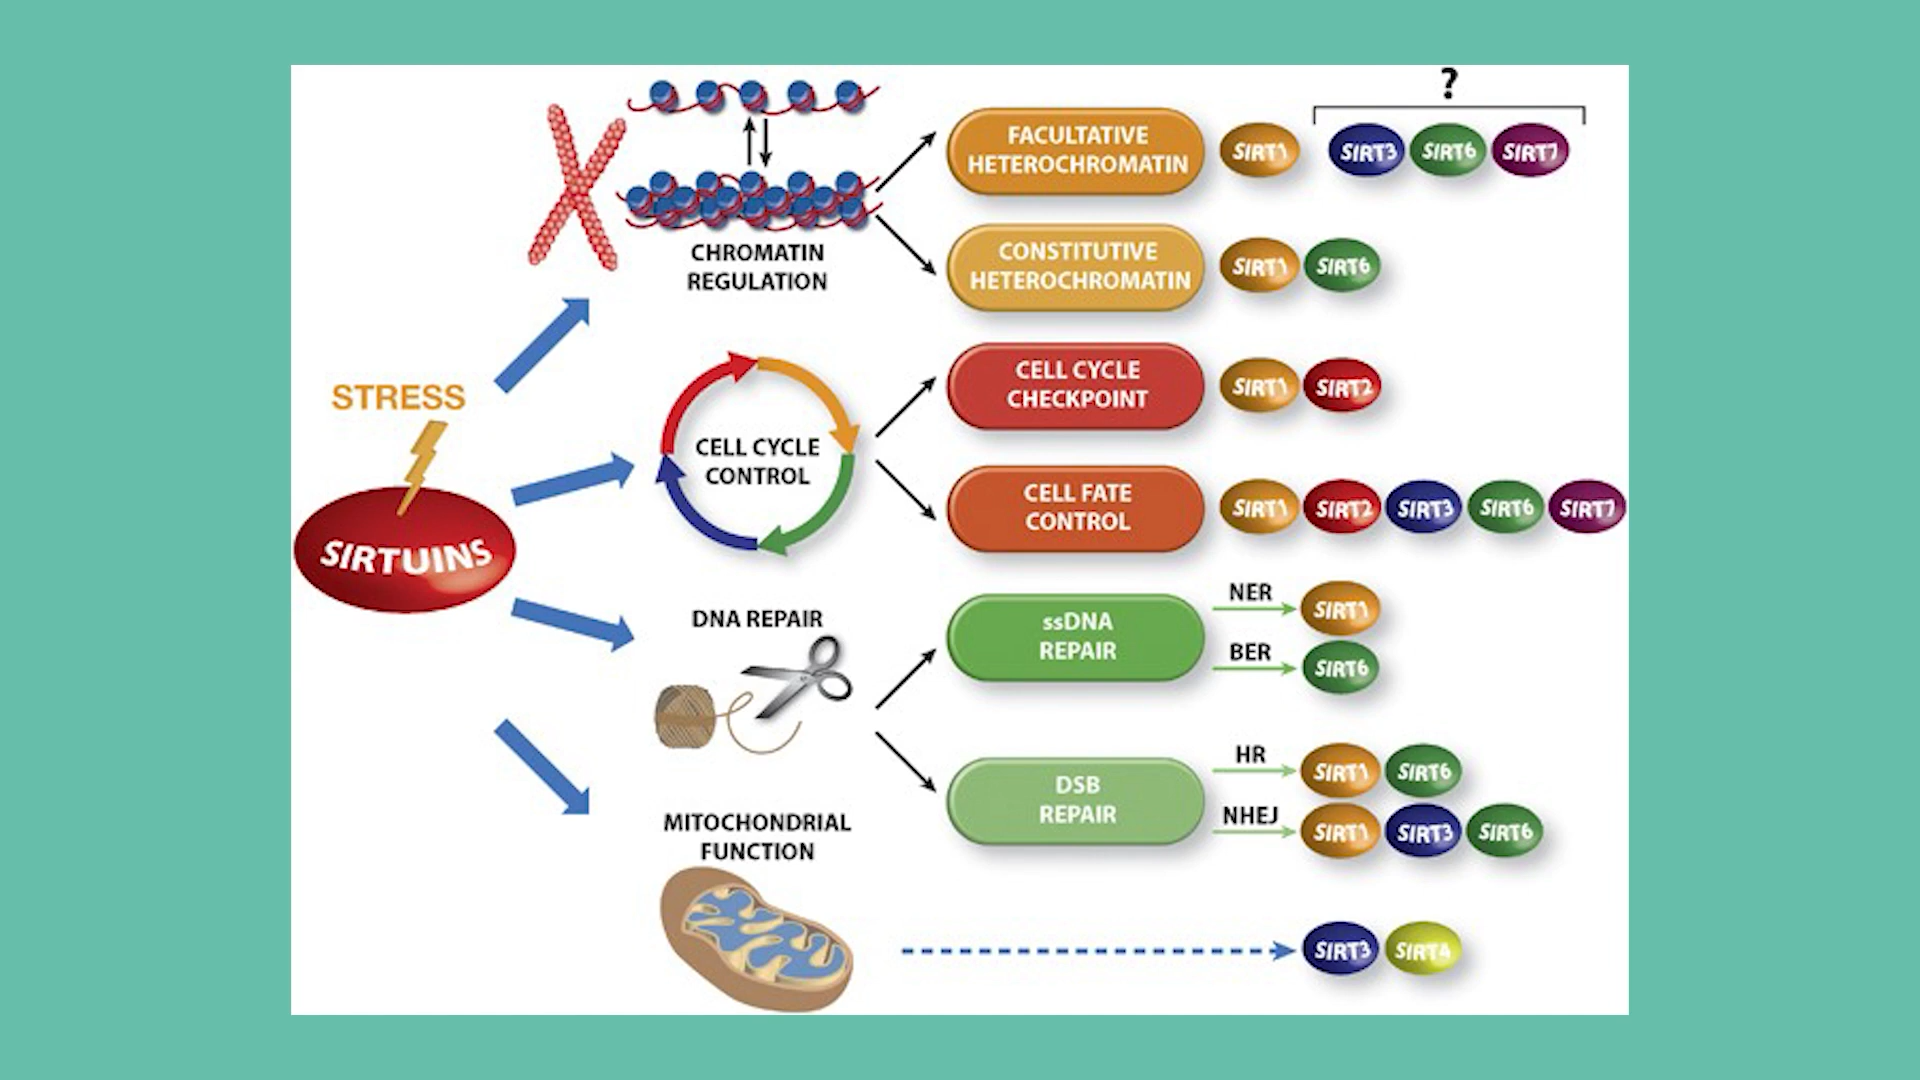 ?
FACULTATIVE
HETEROCHROMATIN
SIRT1 SIRT3 SIRT6 SIRT7
CHROMATIN
REGULATION
CONSTITUTIVE
HETEROCHROMATIN
SIRT1 SIRT6
STRESS
SIRTUINS
CELL CYCLE
CONTROL
CELL CYCLE
CHECKPOINT
SIRT1 SIRT2
CELL FATE
CONTROL
SIRT1 SIRT2 SIRT3 SIRT6 SIRT7
DNA REPAIR
ssDNA
REPAIR
NER SIRT1
BER SIRT6
DSB
REPAIR
HR SIRT1 SIRT6
NHEJ SIRT1 SIRT3 SIRT6
MITOCHONDRIAL
FUNCTION
SIRT3 SIRT4